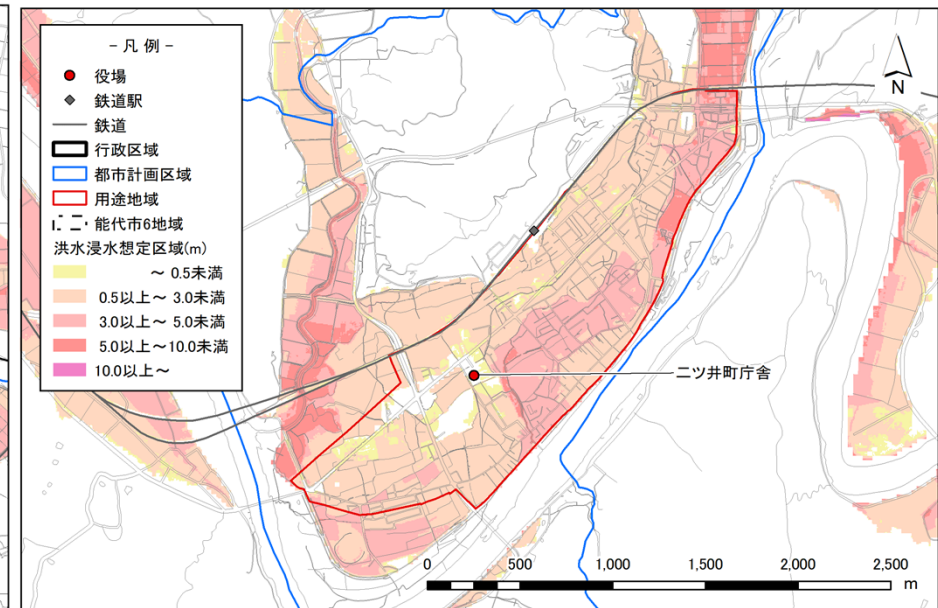 - 凡 例 -
役場
鉄道駅
鉄道
行政区域
都市計画区域
用途地域
能代市6地域
洪水浸水想定区域(m)
～ 0.5未満
0.5以上～ 3.0未満
3.0以上～ 5.0未満
5.0以上～10.0未満
10.0以上～
N
二ツ井町庁舎
0 500 1,000 1,500 2,000 2,500
m